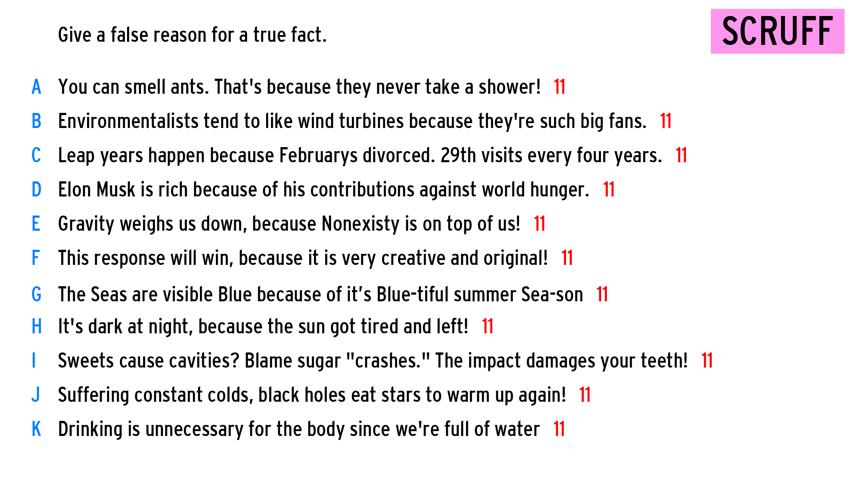 Give a false reason for a true fact.
SCRUFF
A You can smell ants. That's because they never take a shower! 11
B Environmentalists tend to like wind turbines because they're such big fans. 11
C Leap years happen because Februarys divorced. 29th visits every four years. 11
D Elon Musk is rich because of his contributions against world hunger. 11
E Gravity weighs us down, because Nonexisty is on top of us! 11
F This response will win, because it is very creative and original! 11
G The Seas are visible Blue because of it’s Blue-tiful summer Sea-son 11
H It's dark at night, because the sun got tired and left! 11
I Sweets cause cavities? Blame sugar "crashes." The impact damages your teeth! 11
J Suffering constant colds, black holes eat stars to warm up again! 11
K Drinking is unnecessary for the body since we're full of water 11